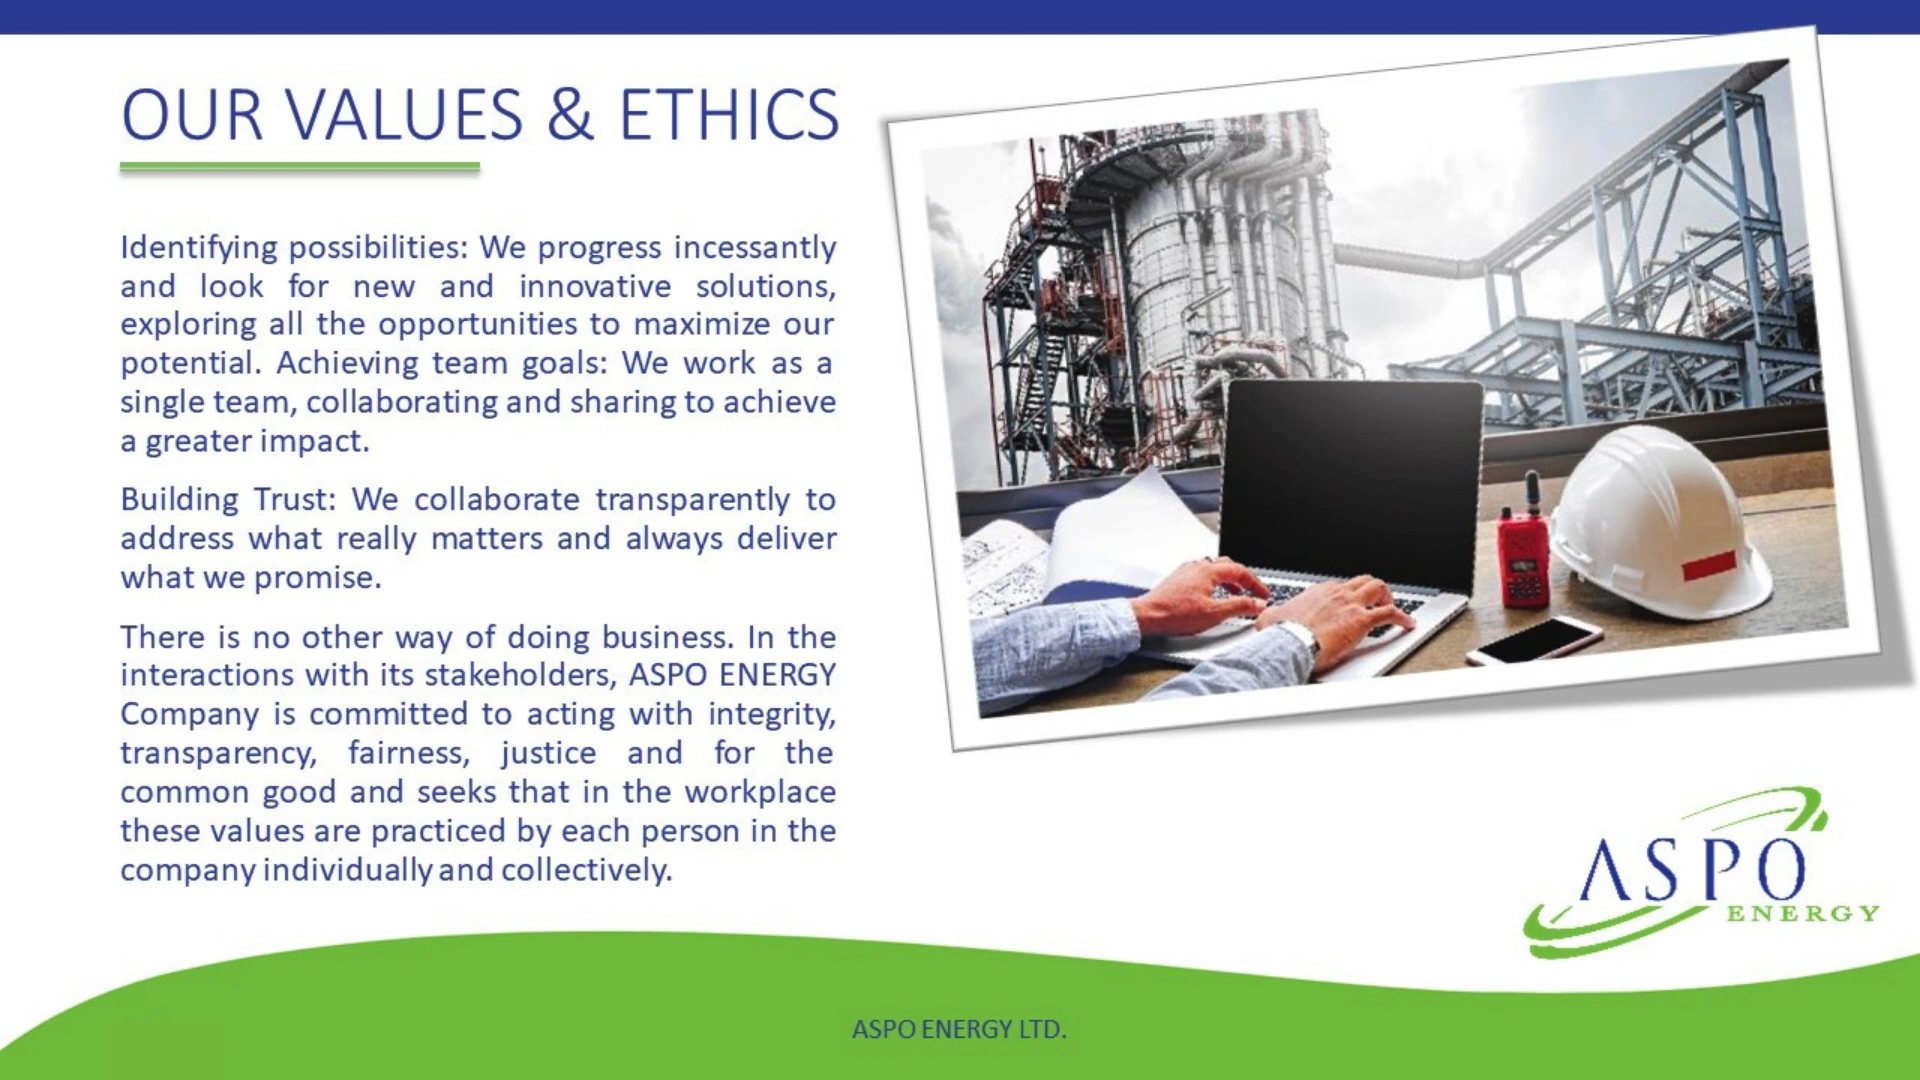 OUR VALUES & ETHICS
Identifying possibilities: We progress incessantly
and look for new and innovative solutions,
exploring all the opportunities to maximize our
potential. Achieving team goals: We work as a
single team, collaborating and sharing to achieve
a greater impact.
Building Trust: We collaborate transparently to
address what really matters and always deliver
what we promise.
There is no other way of doing business. In the
interactions with its stakeholders, ASPO ENERGY
Company is committed to acting with integrity,
transparency, fairness, justice and for the
common good and seeks that in the workplace
these values are practiced by each person in the
company individually and collectively.
ASPO
ENERGY
ASPO ENERGY LTD.